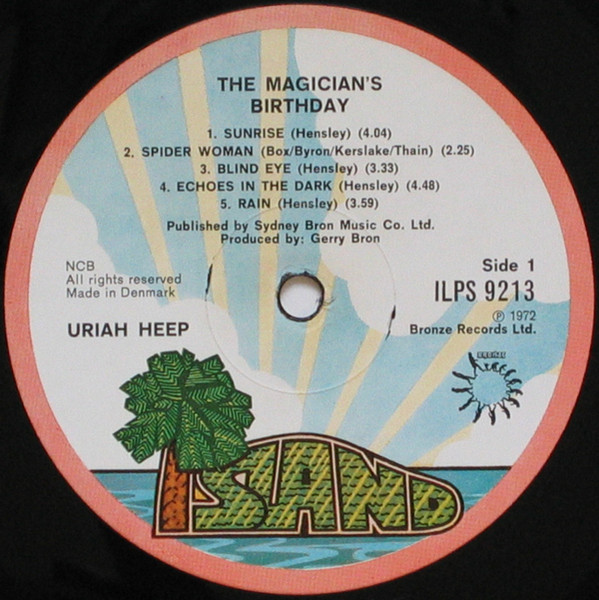 THE MAGICIAN'S
BIRTHDAY
1. SUNRISE (Hensley) (4.04)
2. SPIDER WOMAN (Box/Byron/Kerslake/Thain) (2.25)
3. BLIND EYE (Hensley) (3.33)
4. ECHOES IN THE DARK (Hensley) (4.48)
5. RAIN (Hensley) (3.59)
Published by Sydney Bron Music Co. Ltd.
Produced by: Gerry Bron
NCB
All rights reserved
Made in Denmark
Side 1
ILPS 9213
℗ 1972
Bronze Records Ltd.
URIAH HEEP
BRONZE
ISLAND